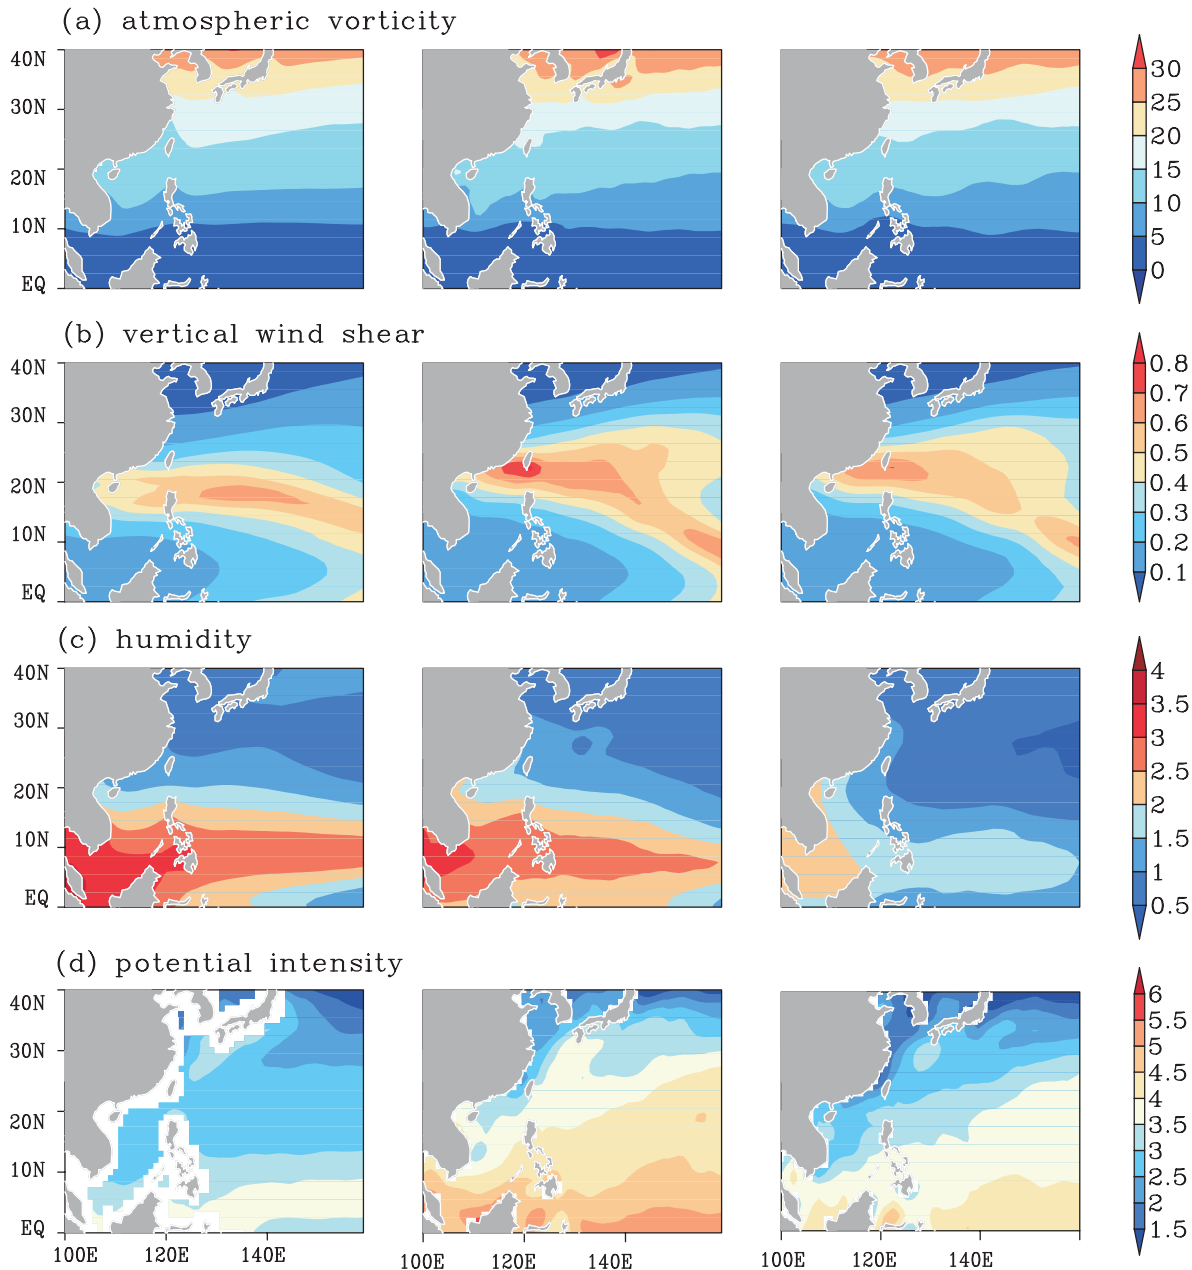 (a) atmospheric vorticity
40N
30N
20N
10N
EQ
30
25
20
15
10
5
0
(b) vertical wind shear
40N
30N
20N
10N
EQ
0.8
0.7
0.6
0.5
0.4
0.3
0.2
0.1
(c) humidity
40N
30N
20N
10N
EQ
4
3.5
3
2.5
2
1.5
1
0.5
(d) potential intensity
40N
30N
20N
10N
EQ
6
5.5
5
4.5
4
3.5
3
2.5
2
1.5
100E 120E 140E
100E 120E 140E
100E 120E 140E